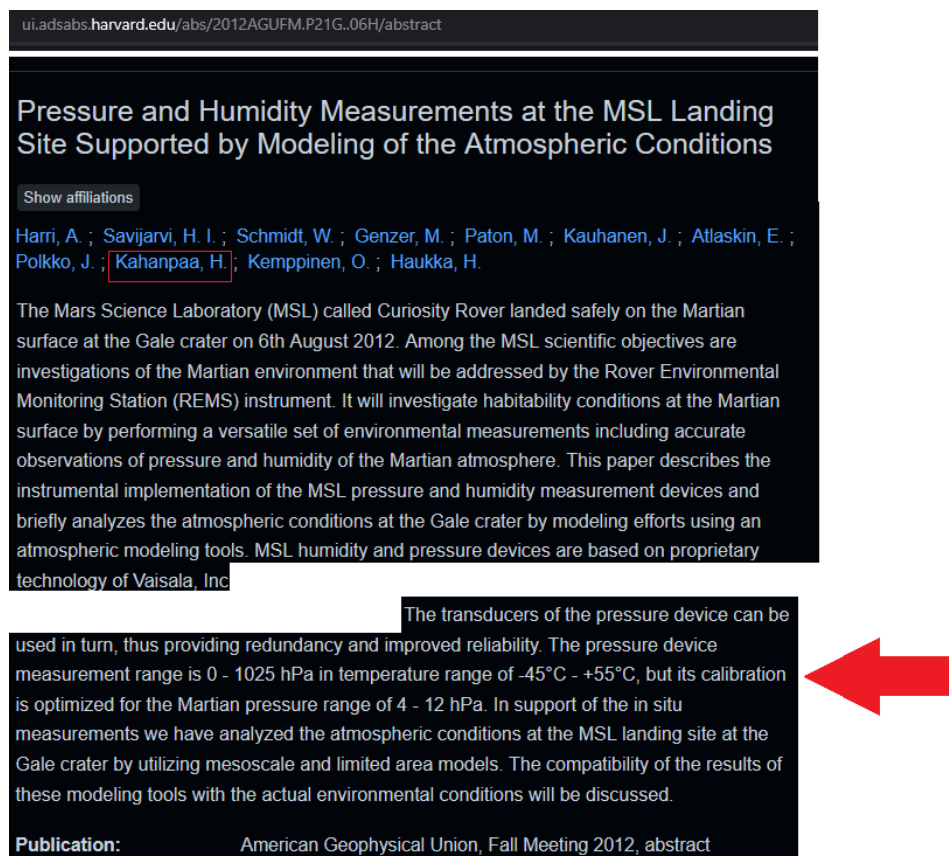 ui.adsabs.harvard.edu/abs/2012AGUFM.P21G..06H/abstract
Pressure and Humidity Measurements at the MSL Landing
Site Supported by Modeling of the Atmospheric Conditions
Show affiliations
Harri, A. ; Savijarvi, H. I. ; Schmidt, W. ; Genzer, M. ; Paton, M. ; Kauhanen, J. ; Atlaskin, E. ;
Polkko, J. ; Kahanpaa, H. ; Kemppinen, O. ; Haukka, H.
The Mars Science Laboratory (MSL) called Curiosity Rover landed safely on the Martian
surface at the Gale crater on 6th August 2012. Among the MSL scientific objectives are
investigations of the Martian environment that will be addressed by the Rover Environmental
Monitoring Station (REMS) instrument. It will investigate habitability conditions at the Martian
surface by performing a versatile set of environmental measurements including accurate
observations of pressure and humidity of the Martian atmosphere. This paper describes the
instrumental implementation of the MSL pressure and humidity measurement devices and
briefly analyzes the atmospheric conditions at the Gale crater by modeling efforts using an
atmospheric modeling tools. MSL humidity and pressure devices are based on proprietary
technology of Vaisala, Inc
The transducers of the pressure device can be
used in turn, thus providing redundancy and improved reliability. The pressure device
measurement range is 0 - 1025 hPa in temperature range of -45°C - +55°C, but its calibration
is optimized for the Martian pressure range of 4 - 12 hPa. In support of the in situ
measurements we have analyzed the atmospheric conditions at the MSL landing site at the
Gale crater by utilizing mesoscale and limited area models. The compatibility of the results of
these modeling tools with the actual environmental conditions will be discussed.
Publication: American Geophysical Union, Fall Meeting 2012, abstract